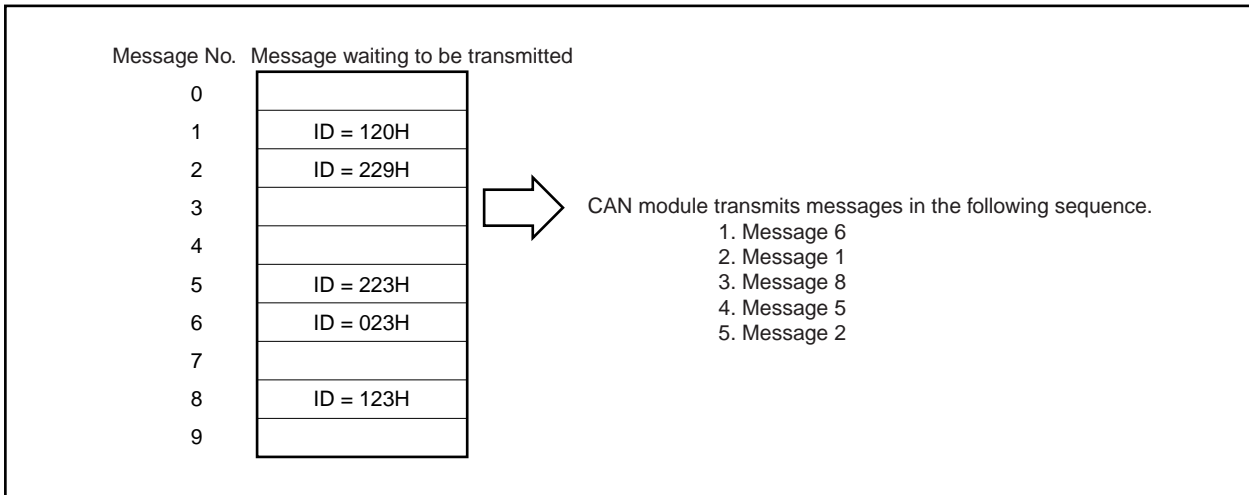 Message No. Message waiting to be transmitted
0
1 ID = 120H
2 ID = 229H
3
4
5 ID = 223H
6 ID = 023H
7
8 ID = 123H
9
CAN module transmits messages in the following sequence.
1. Message 6
2. Message 1
3. Message 8
4. Message 5
5. Message 2